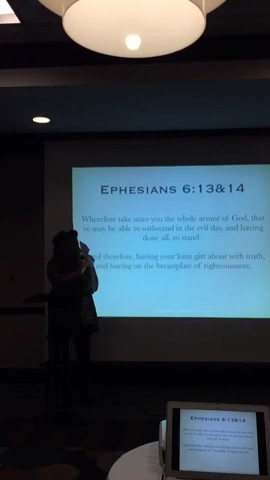 Ephesians 6:13&14
Wherefore take unto you the whole armor of God, that
ye may be able to withstand in the evil day, and having
done all, to stand.
therefore, having your loins girt about with truth,
and having on the breastplate of righteousness;
Ephesians 6:13&14